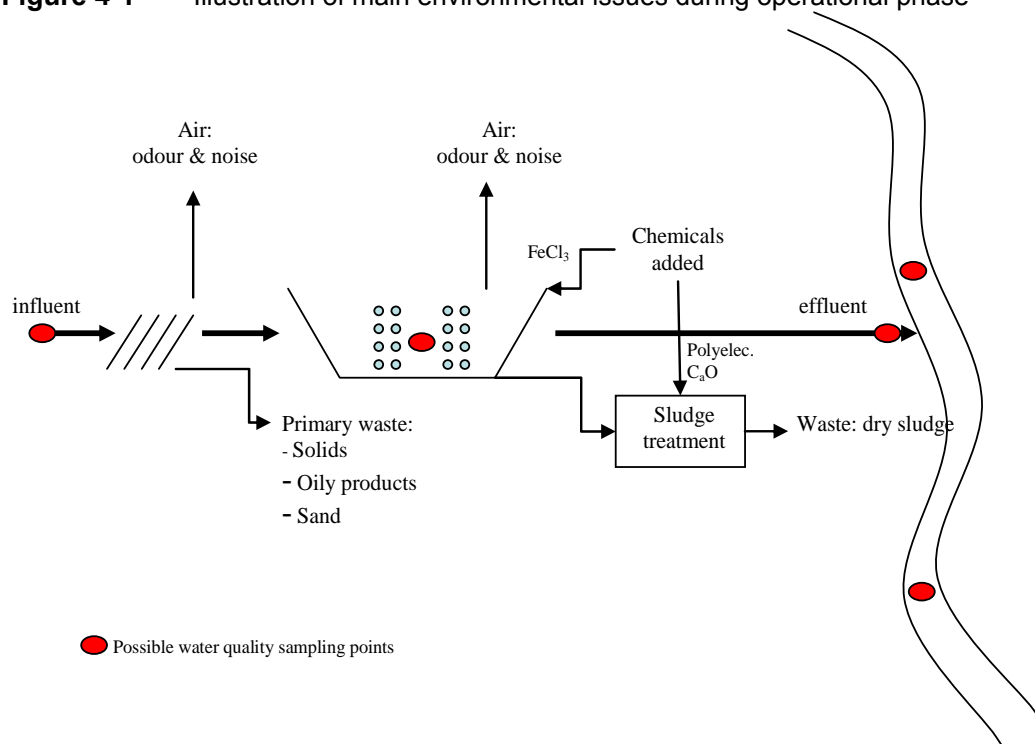 Figure 4-1 Illustration of main environmental issues during operational phase
Air:
odour & noise
Air:
odour & noise
FeCl₃
Chemicals
added
influent
effluent
Polyelec.
CₐO
Primary waste:
- Solids
- Oily products
- Sand
Sludge
treatment
Waste: dry sludge
Possible water quality sampling points